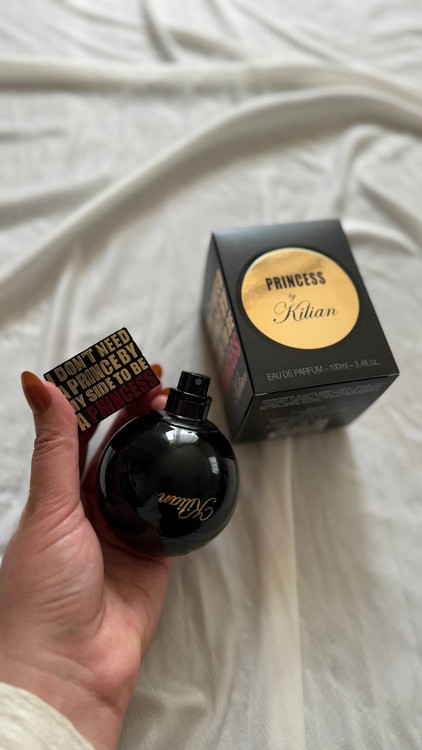 I DON'T NEED
A PRINCE BY
MY SIDE TO BE
A PRINCESS
Kilian
PRINCESS
by
Kilian
EAU DE PARFUM – 100ml – 3.4fl.oz.